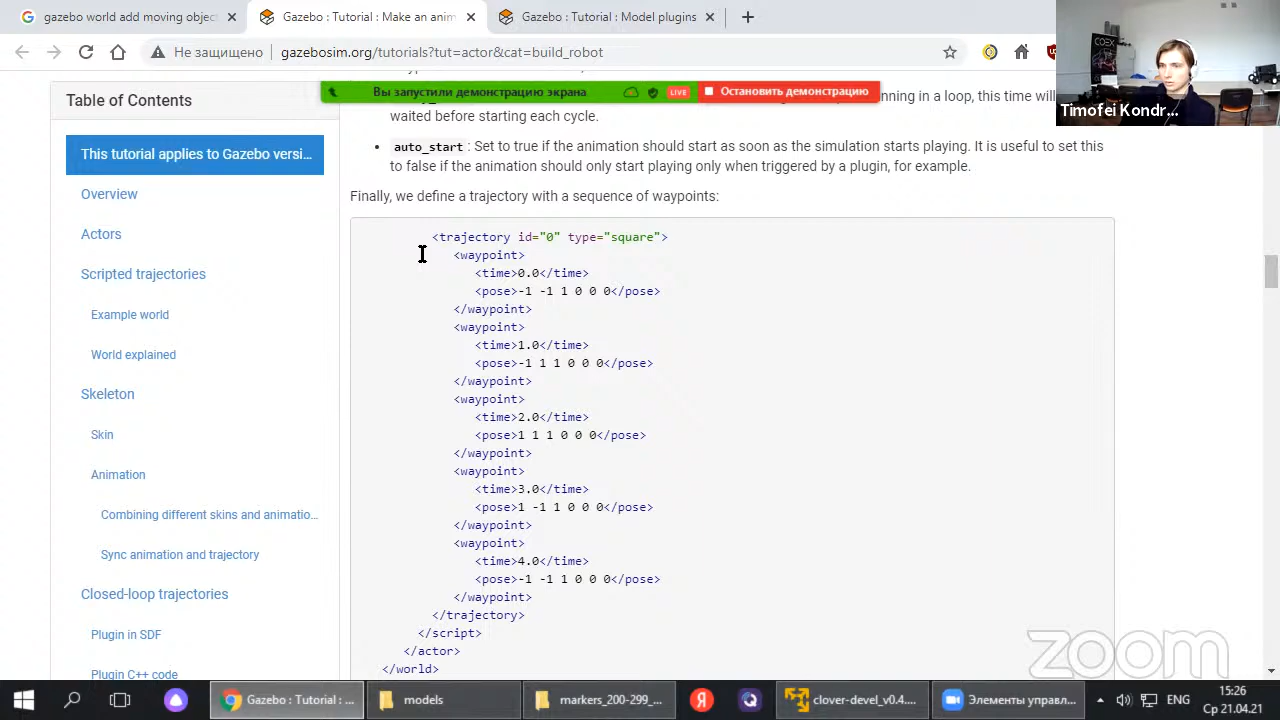 gazebo world add moving objec
Gazebo : Tutorial : Make an anim
Gazebo : Tutorial : Model plugins
Не защищено
gazebosim.org/tutorials?tut=actor&cat=build_robot
COEX
Timofei Kondr...
Вы запустили демонстрацию экрана
LIVE
Остановить демонстрацию
Table of Contents
This tutorial applies to Gazebo versi...
Overview
Actors
Scripted trajectories
Example world
World explained
Skeleton
Skin
Animation
Combining different skins and animatio...
Sync animation and trajectory
Closed-loop trajectories
Plugin in SDF
Plugin C++ code
nning in a loop, this time will
waited before starting each cycle.
auto_start : Set to true if the animation should start as soon as the simulation starts playing. It is useful to set this
to false if the animation should only start playing only when triggered by a plugin, for example.
Finally, we define a trajectory with a sequence of waypoints:
<trajectory id="0" type="square">
<waypoint>
<time>0.0</time>
<pose>-1 -1 1 0 0 0</pose>
</waypoint>
<waypoint>
<time>1.0</time>
<pose>-1 1 1 0 0 0</pose>
</waypoint>
<waypoint>
<time>2.0</time>
<pose>1 1 1 0 0 0</pose>
</waypoint>
<waypoint>
<time>3.0</time>
<pose>1 -1 1 0 0 0</pose>
</waypoint>
<waypoint>
<time>4.0</time>
<pose>-1 -1 1 0 0 0</pose>
</waypoint>
</trajectory>
</script>
</actor>
</world>
zoom
Gazebo : Tutorial : ...
models
markers_200-299_...
Я
clover-devel_v0.4....
Элементы управл...
ENG
15:26
Ср 21.04.21